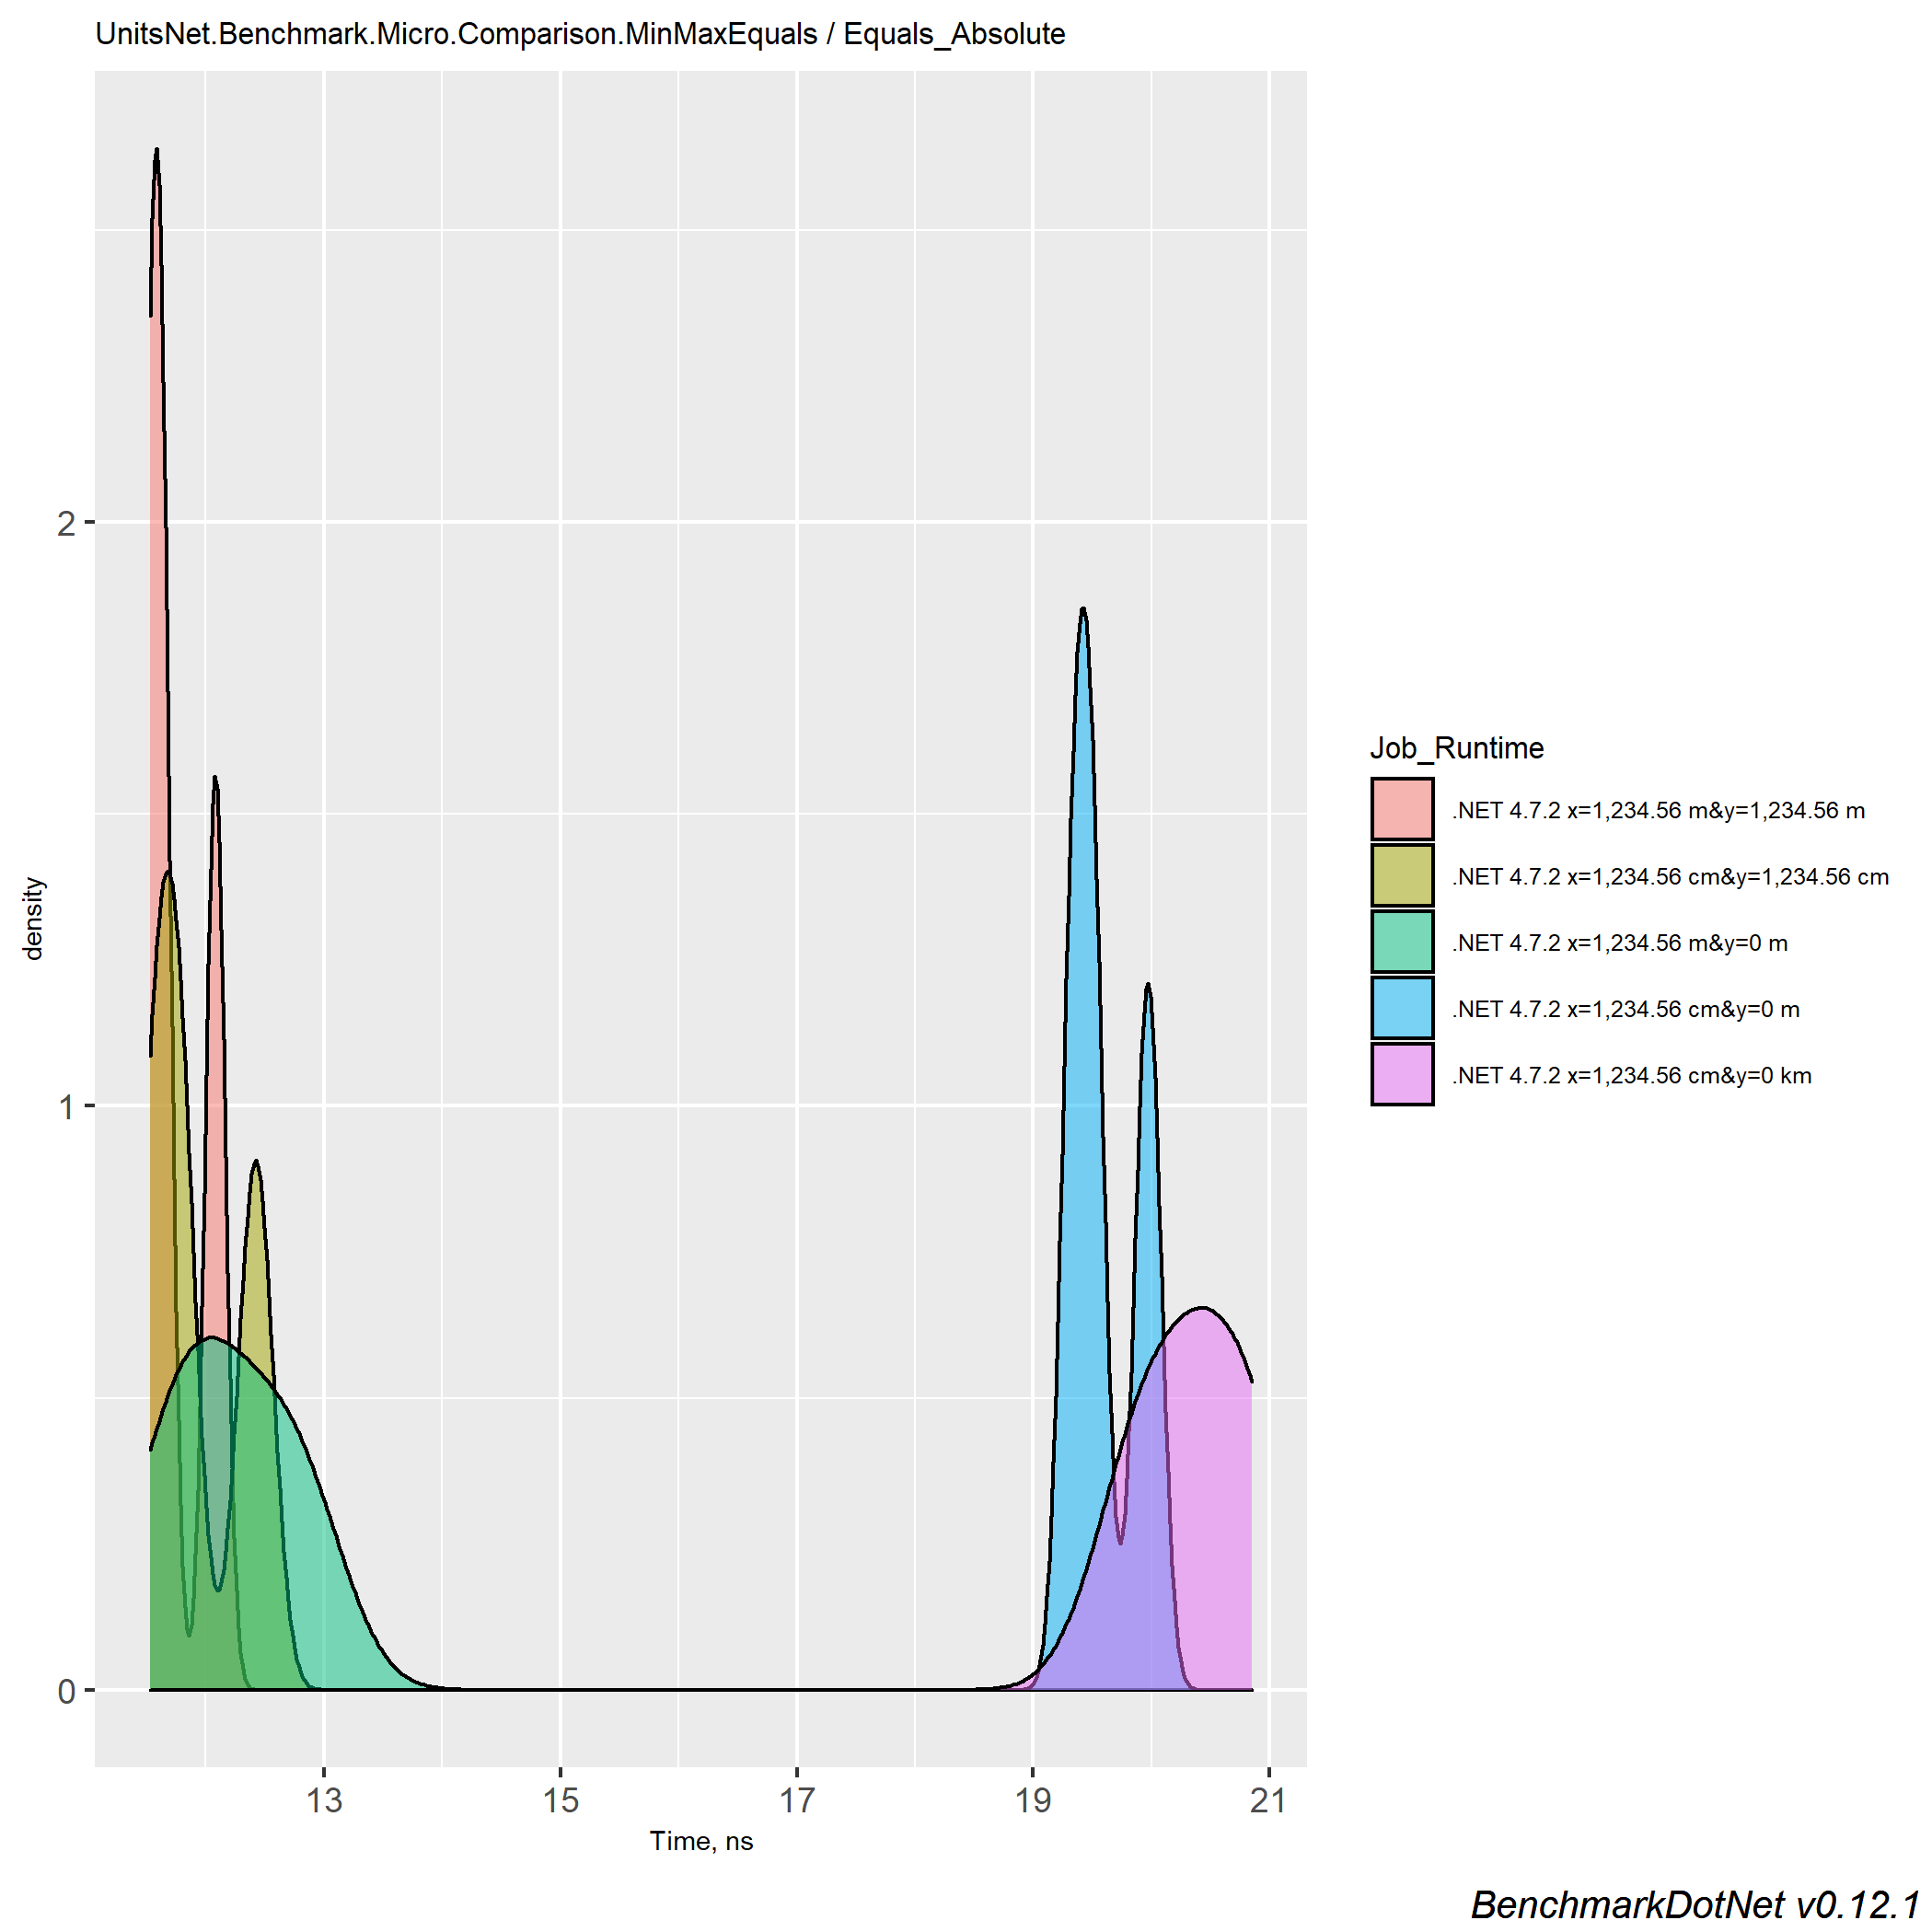 UnitsNet.Benchmark.Micro.Comparison.MinMaxEquals / Equals_Absolute
density
2
1
0
13 15 17 19 21
Time, ns
Job_Runtime
.NET 4.7.2 x=1,234.56 m&y=1,234.56 m
.NET 4.7.2 x=1,234.56 cm&y=1,234.56 cm
.NET 4.7.2 x=1,234.56 m&y=0 m
.NET 4.7.2 x=1,234.56 cm&y=0 m
.NET 4.7.2 x=1,234.56 cm&y=0 km
BenchmarkDotNet v0.12.1